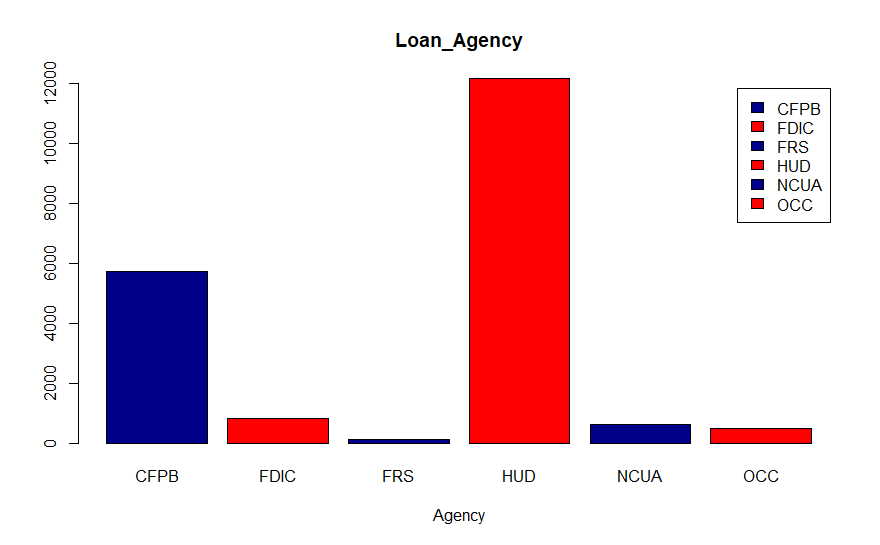 Loan_Agency
12000
10000
8000
6000
4000
2000
0
CFPB
FDIC
FRS
HUD
NCUA
OCC
CFPB FDIC FRS HUD NCUA OCC
Agency